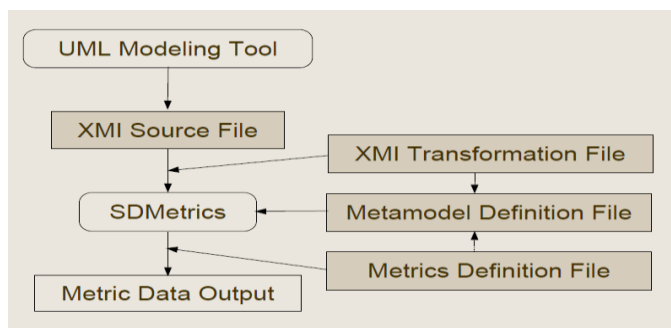 UML Modeling Tool
XMI Source File
XMI Transformation File
SDMetrics
Metamodel Definition File
Metrics Definition File
Metric Data Output